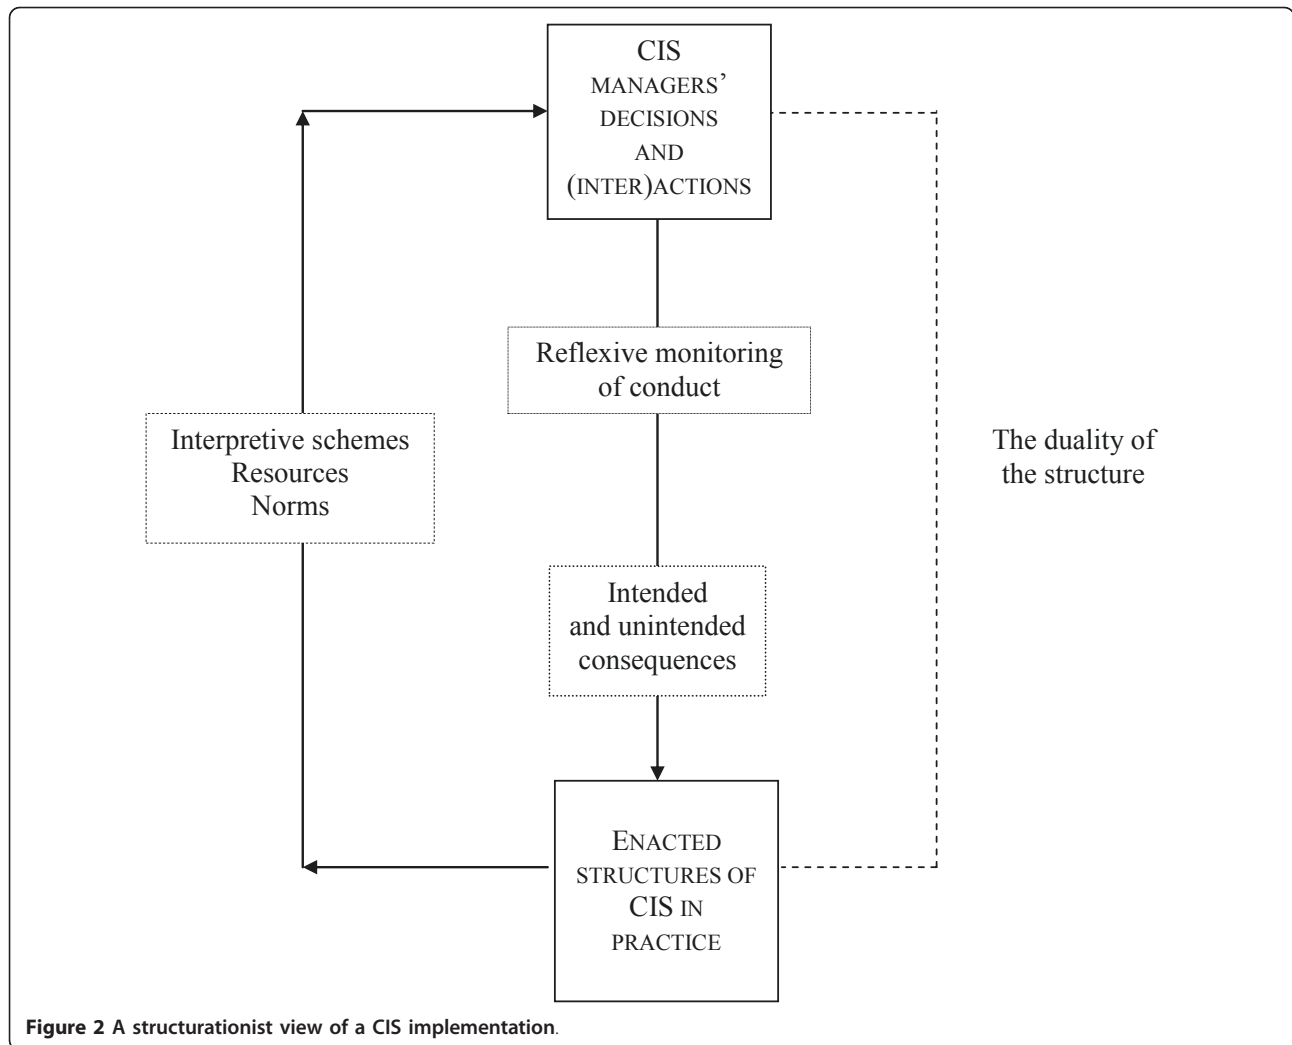 CIS
MANAGERS’
DECISIONS
AND
(INTER)ACTIONS
Reflexive monitoring
of conduct
Interpretive schemes
Resources
Norms
The duality of
the structure
Intended
and unintended
consequences
ENACTED
STRUCTURES OF
CIS IN
PRACTICE
Figure 2 A structurationist view of a CIS implementation.